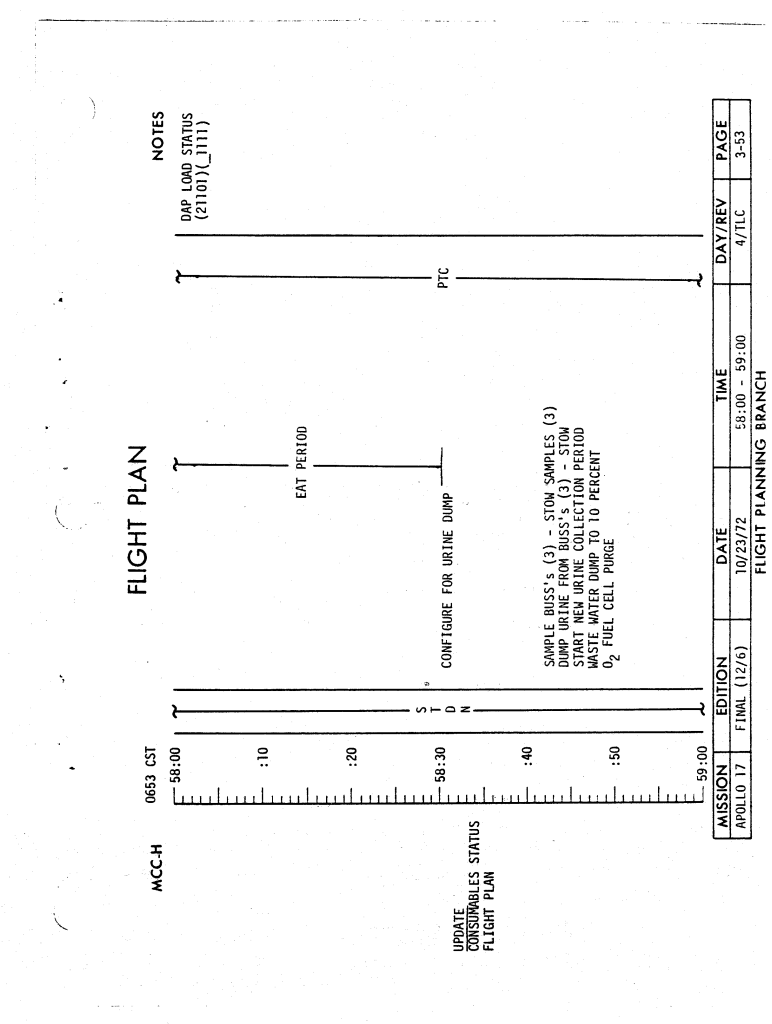 FLIGHT PLAN
MCC-H
0653 CST
NOTES
58:00
DAP LOAD STATUS
(21101)(_1111)
:10
EAT PERIOD
:20
UPDATE
CONSUMABLES STATUS
FLIGHT PLAN
58:30
S
T
D
N
CONFIGURE FOR URINE DUMP
PTC
:40
SAMPLE BUSS's (3) - STOW SAMPLES (3)
DUMP URINE FROM BUSS's (3) - STOW
START NEW URINE COLLECTION PERIOD
WASTE WATER DUMP TO 10 PERCENT
O2 FUEL CELL PURGE
:50
59:00
MISSION EDITION DATE TIME DAY/REV PAGE
APOLLO 17 FINAL (12/6) 10/23/72 58:00 - 59:00 4/TLC 3-53
FLIGHT PLANNING BRANCH